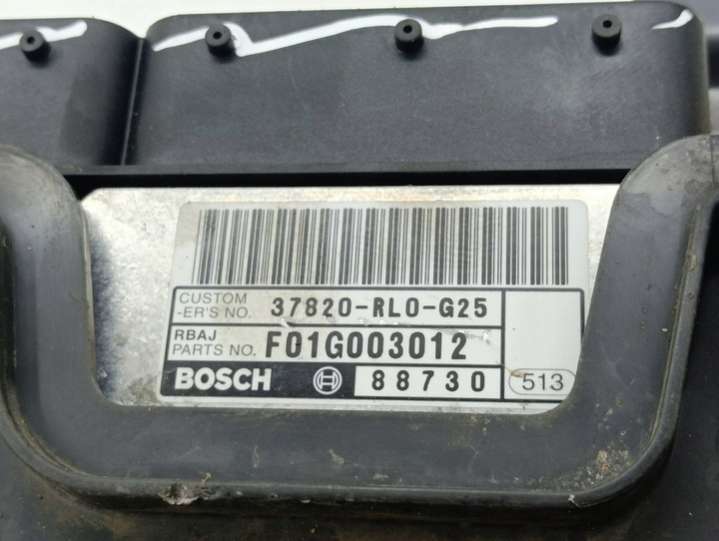 CUSTOM
-ER'S NO. 37820-RL0-G25
RBAJ
PARTS NO. F01G003012
BOSCH 88730 513